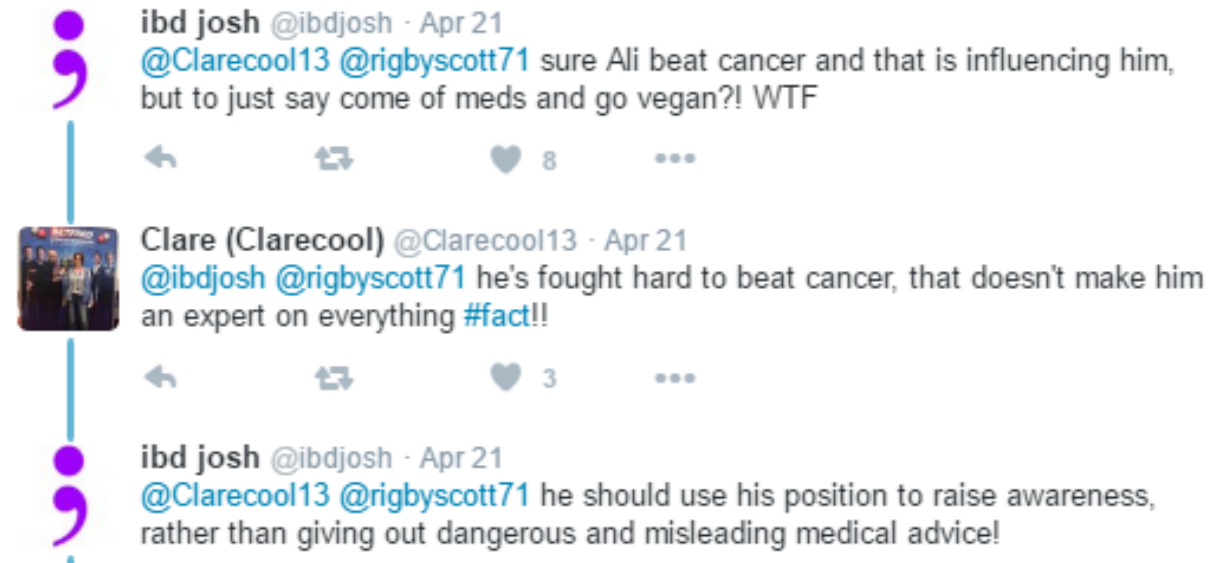 ibd josh @ibdjosh · Apr 21
@Clarecool13 @rigbyscott71 sure Ali beat cancer and that is influencing him,
but to just say come of meds and go vegan?! WTF
8
Clare (Clarecool) @Clarecool13 · Apr 21
@ibdjosh @rigbyscott71 he's fought hard to beat cancer, that doesn't make him
an expert on everything #fact!!
3
ibd josh @ibdjosh · Apr 21
@Clarecool13 @rigbyscott71 he should use his position to raise awareness,
rather than giving out dangerous and misleading medical advice!